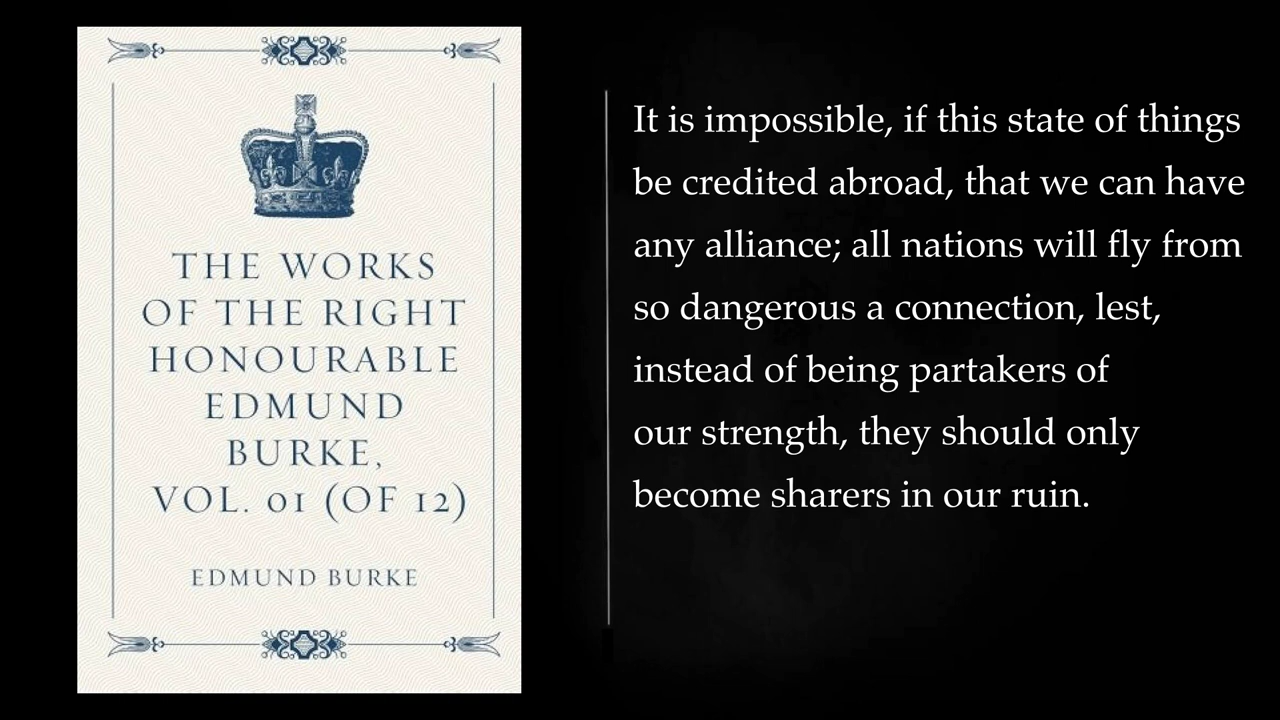 THE WORKS
OF THE RIGHT
HONOURABLE
EDMUND
BURKE,
VOL. 01 (OF 12)
EDMUND BURKE
It is impossible, if this state of things
be credited abroad, that we can have
any alliance; all nations will fly from
so dangerous a connection, lest,
instead of being partakers of
our strength, they should only
become sharers in our ruin.